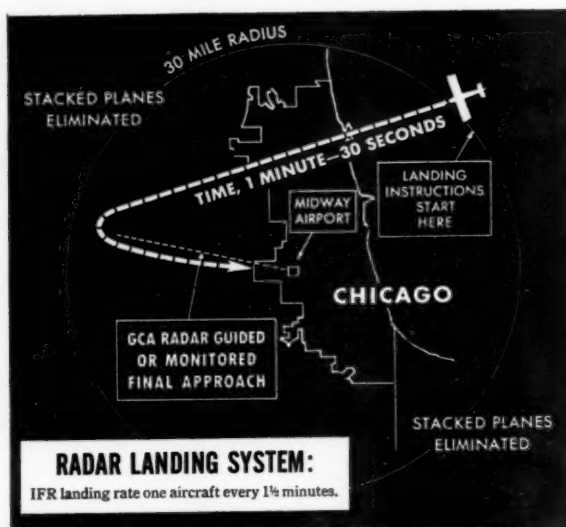 30 MILE RADIUS
STACKED PLANES
ELIMINATED
TIME, 1 MINUTE—30 SECONDS
LANDING
INSTRUCTIONS
START
HERE
MIDWAY
AIRPORT
CHICAGO
GCA RADAR GUIDED
OR MONITORED
FINAL APPROACH
STACKED PLANES
ELIMINATED
RADAR LANDING SYSTEM:
IFR landing rate one aircraft every 1½ minutes.